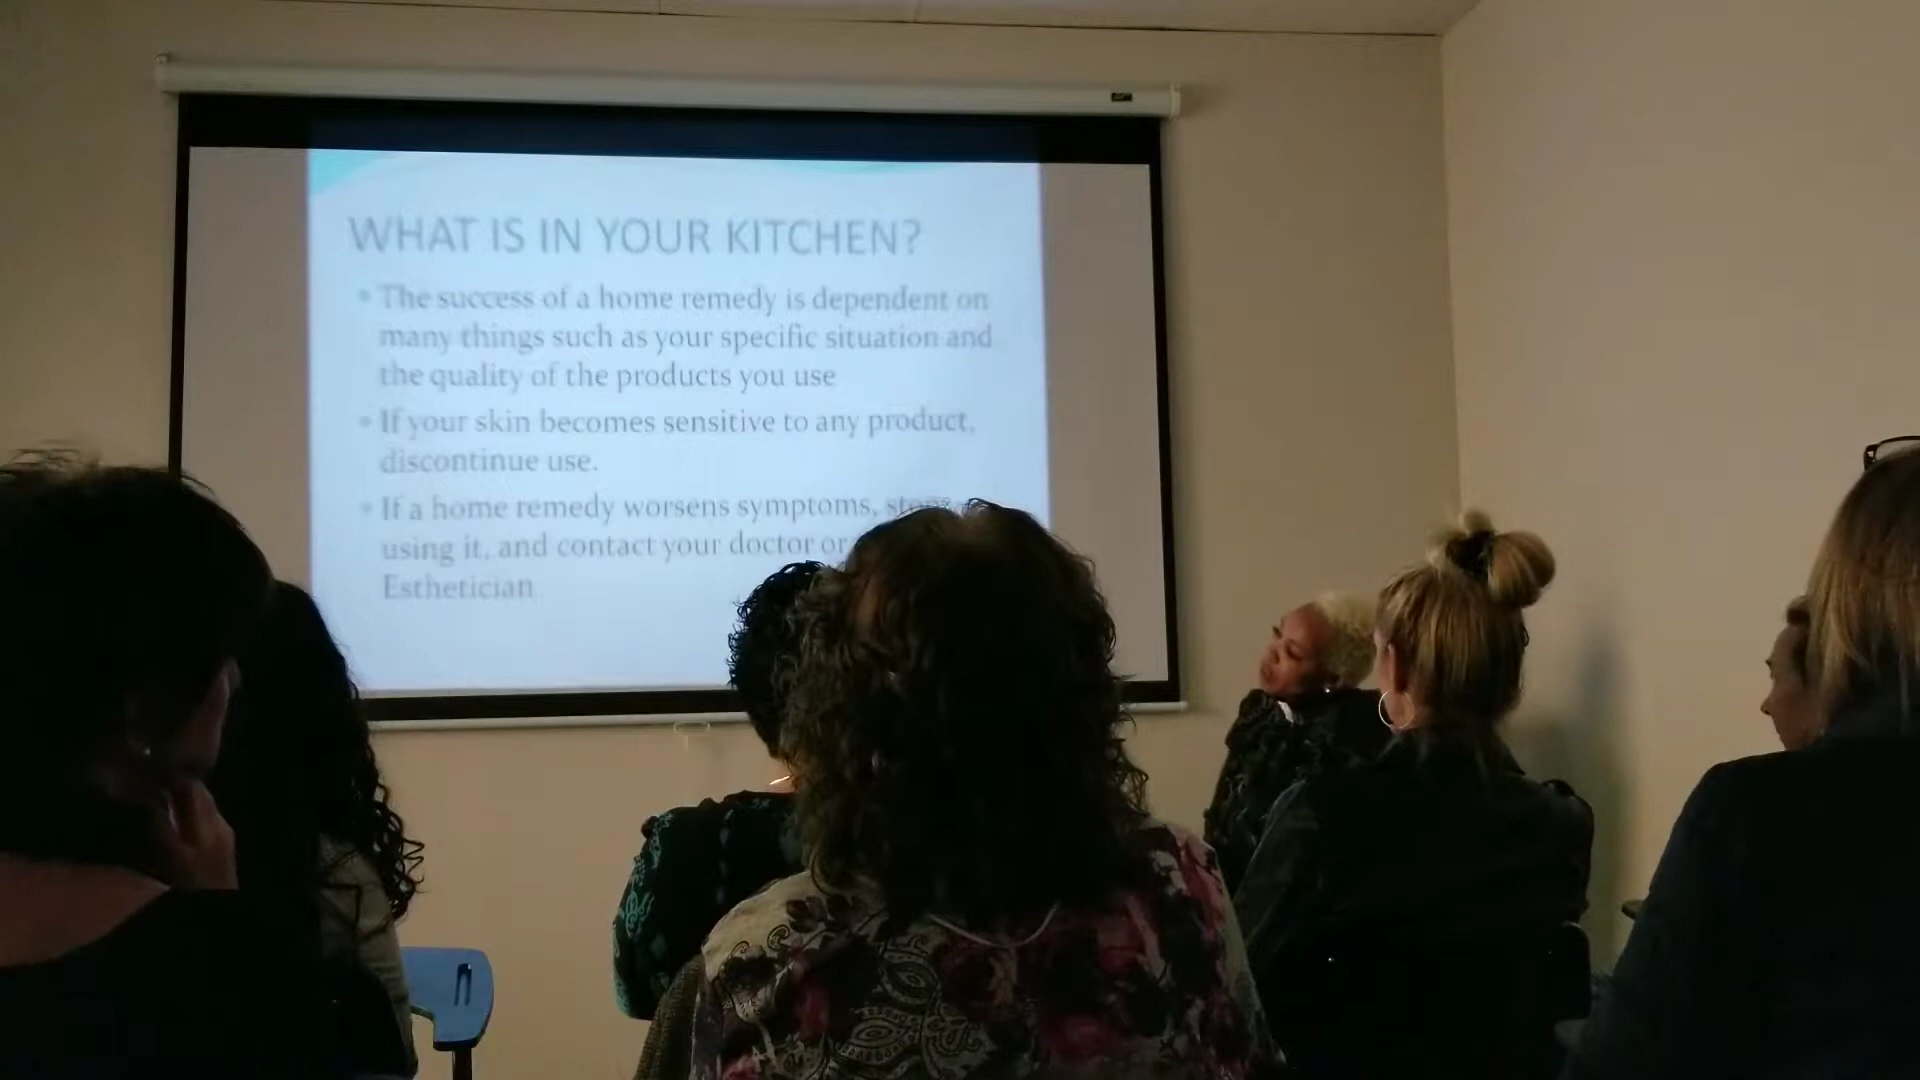 WHAT IS IN YOUR KITCHEN?
• The success of a home remedy is dependent on
many things such as your specific situation and
the quality of the products you use
• If your skin becomes sensitive to any product,
discontinue use.
• If a home remedy worsens symptoms, stop
using it, and contact your doctor or
Esthetician